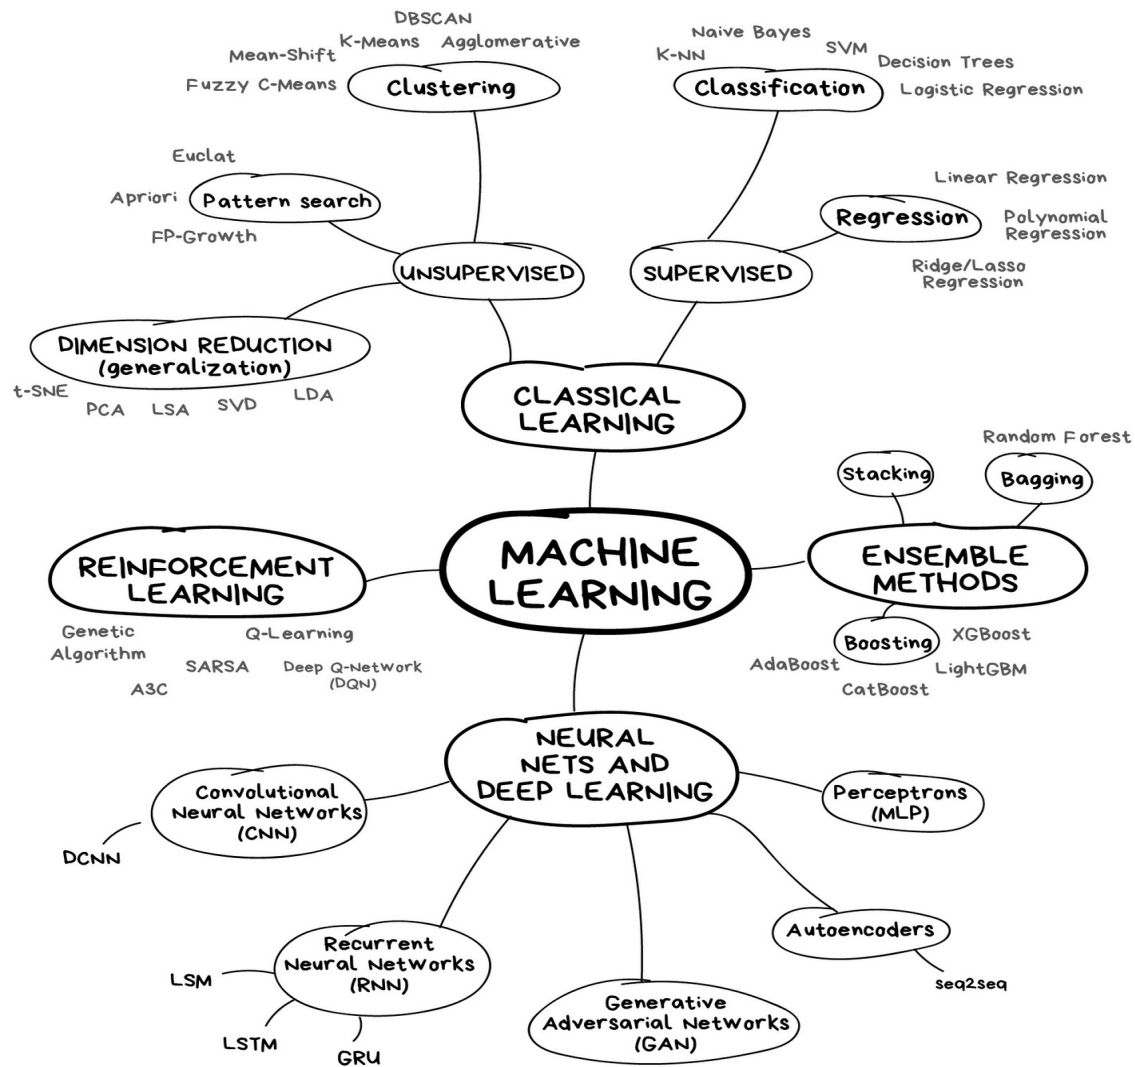 DBSCAN
K-Means
Agglomerative
Mean-Shift
Fuzzy C-Means
Clustering
Naive Bayes
K-NN
SVM
Decision Trees
Logistic Regression
Classification
Euclat
Apriori
Pattern search
FP-Growth
Linear Regression
Regression
Polynomial
Regression
Ridge/Lasso
Regression
UNSUPERVISED
SUPERVISED
DIMENSION REDUCTION
(generalization)
t-SNE
PCA
LSA
SVD
LDA
CLASSICAL
LEARNING
Random Forest
Stacking
Bagging
MACHINE
LEARNING
ENSEMBLE
METHODS
REINFORCEMENT
LEARNING
Genetic
Algorithm
Q-Learning
SARSA
Deep Q-Network
(DQN)
A3C
Boosting
XGBoost
AdaBoost
LightGBM
CatBoost
NEURAL
NETS AND
DEEP LEARNING
Convolutional
Neural Networks
(CNN)
DCNN
Perceptrons
(MLP)
Autoencoders
seq2seq
Recurrent
Neural Networks
(RNN)
LSM
LSTM
GRU
Generative
Adversarial Networks
(GAN)